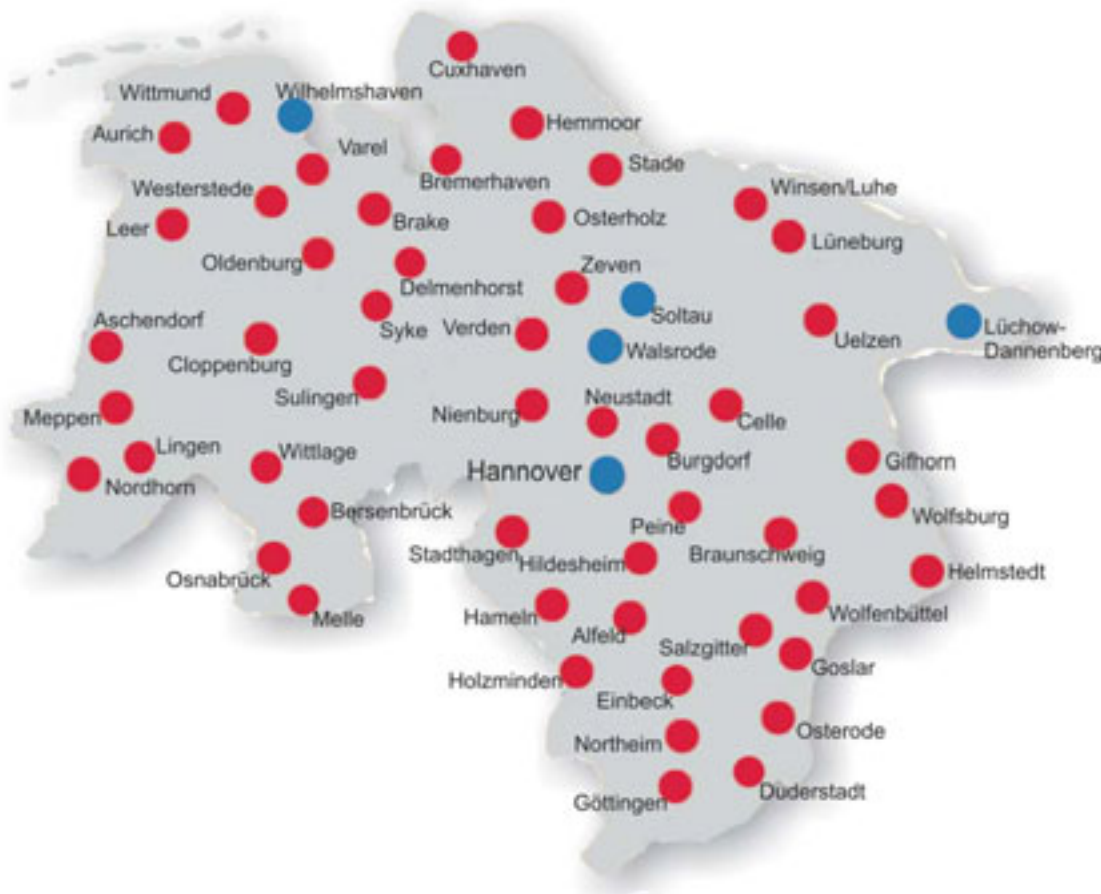 Cuxhaven
Wittmund
Wilhelmshaven
Hemmoor
Aurich
Varel
Stade
Bremerhaven
Westerstede
Winsen/Luhe
Leer
Brake
Osterholz
Lüneburg
Oldenburg
Zeven
Delmenhorst
Soltau
Aschendorf
Syke
Verden
Uelzen
Lüchow-
Dannenberg
Walsrode
Cloppenburg
Sulingen
Neustadt
Meppen
Nienburg
Celle
Lingen
Wittlage
Burgdorf
Gifhorn
Hannover
Nordhorn
Bersenbrück
Wolfsburg
Peine
Stadthagen
Braunschweig
Hildesheim
Osnabrück
Helmstedt
Melle
Hameln
Wolfenbüttel
Alfeld
Salzgitter
Goslar
Holzminden
Einbeck
Osterode
Northeim
Düderstadt
Göttingen